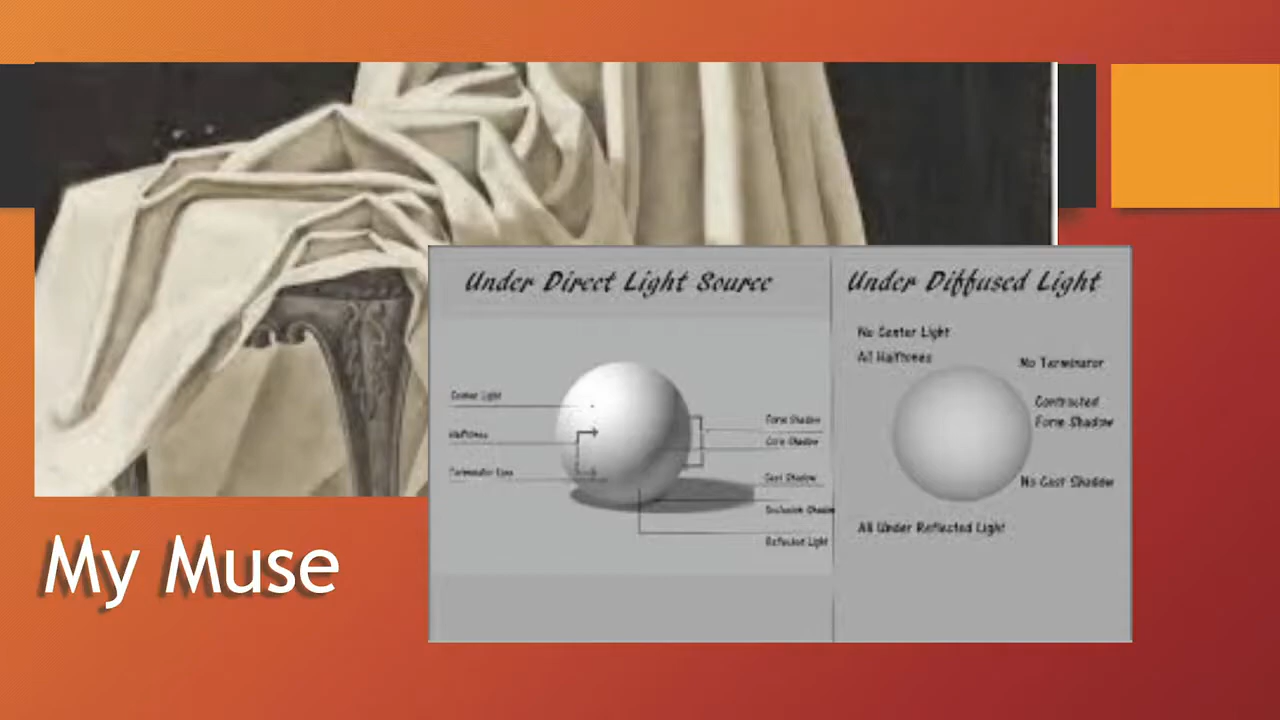 Under Direct Light Source
Center Light
Halftones
Terminator Line
Form Shadow
Core Shadow
Cast Shadow
Occlusion Shadow
Reflected Light
Under Diffused Light
No Center Light
All Halftones
No Terminator
Contracted
Form Shadow
No Cast Shadow
All Under Reflected Light
My Muse